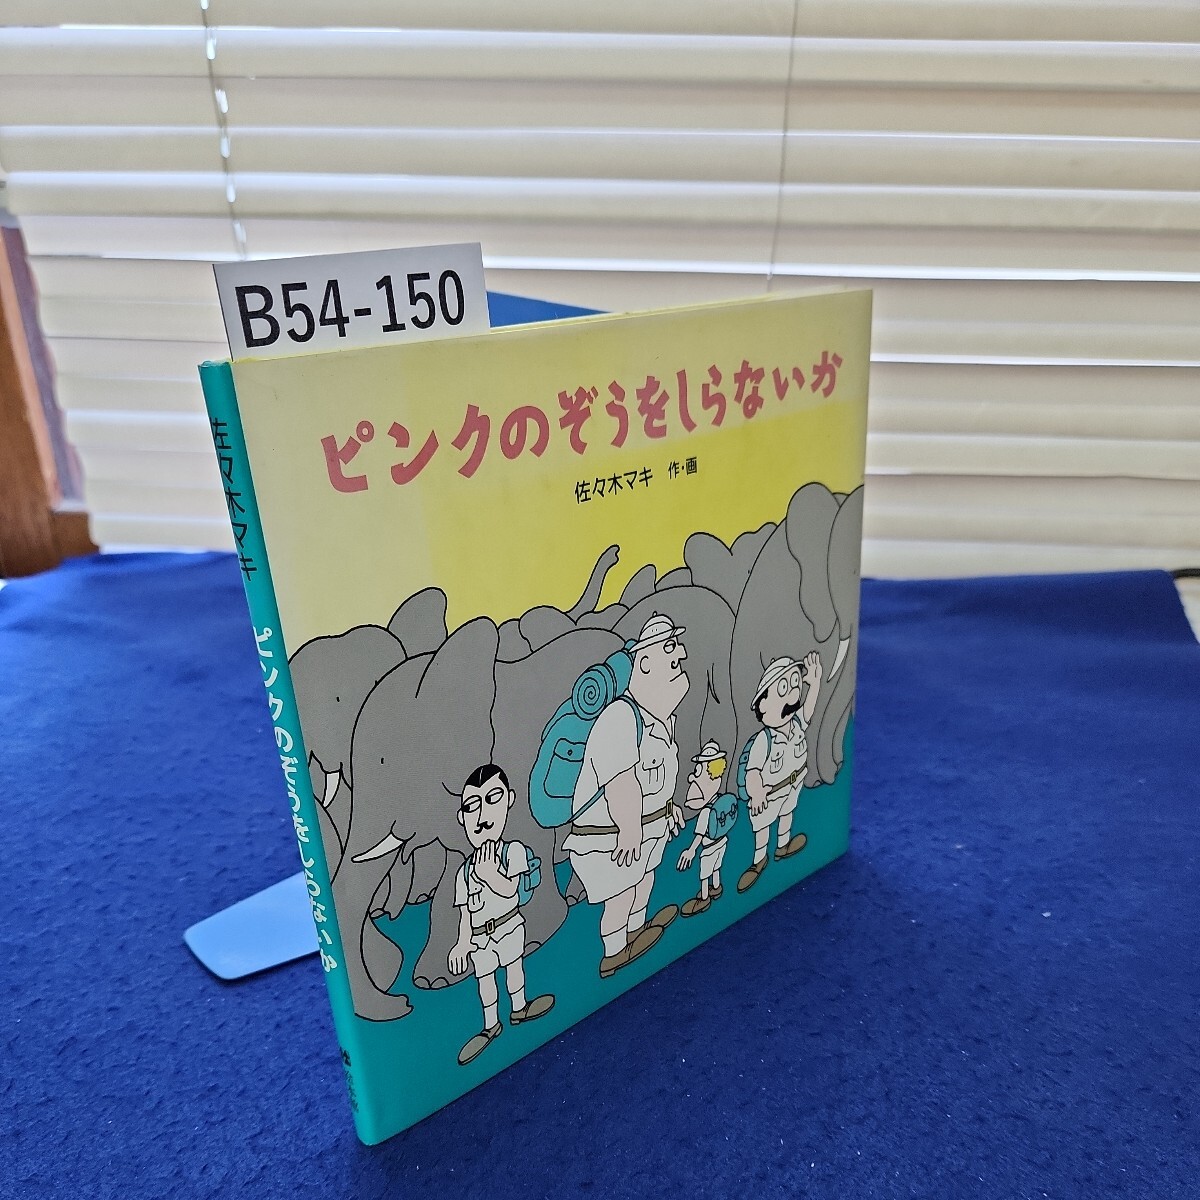 B54-150
ピンクのぞうをしらないか
佐々木マキ 作・画
佐々木マキ ピンクのぞうをしらないか